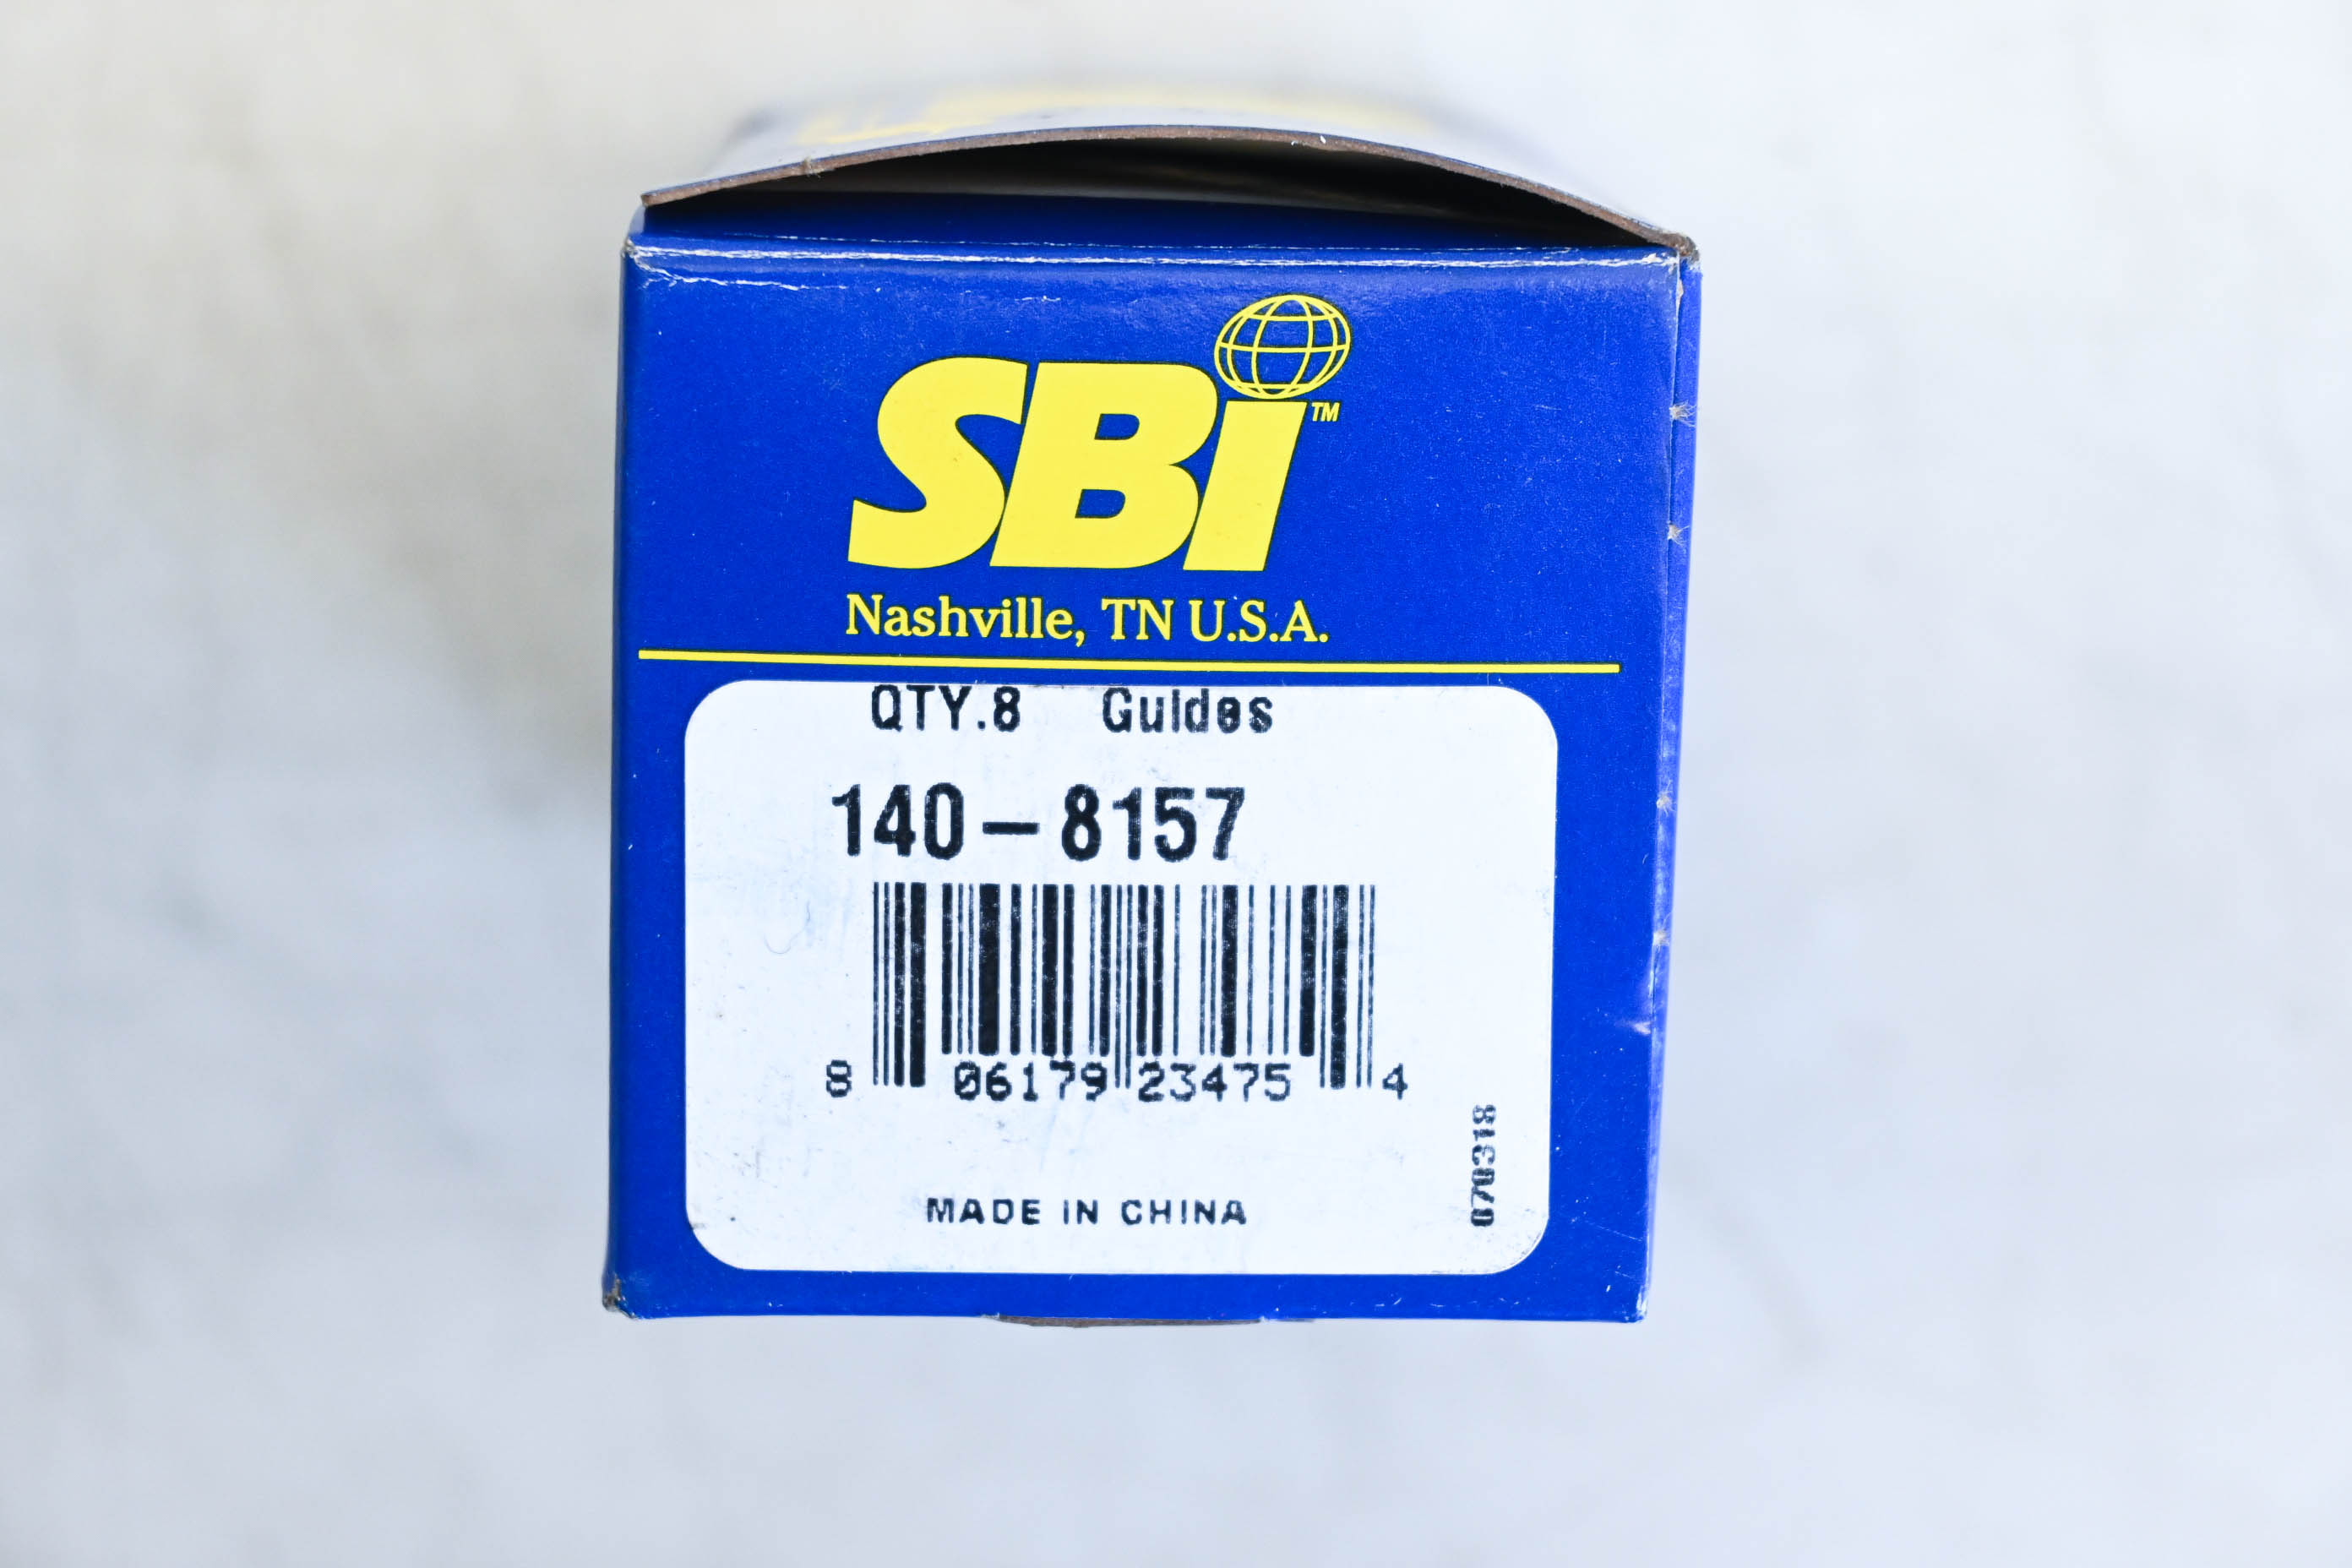 SBi™
Nashville, TN U.S.A.
QTY.8 Guides
140-8157
8 06179 23475 4
070318
MADE IN CHINA